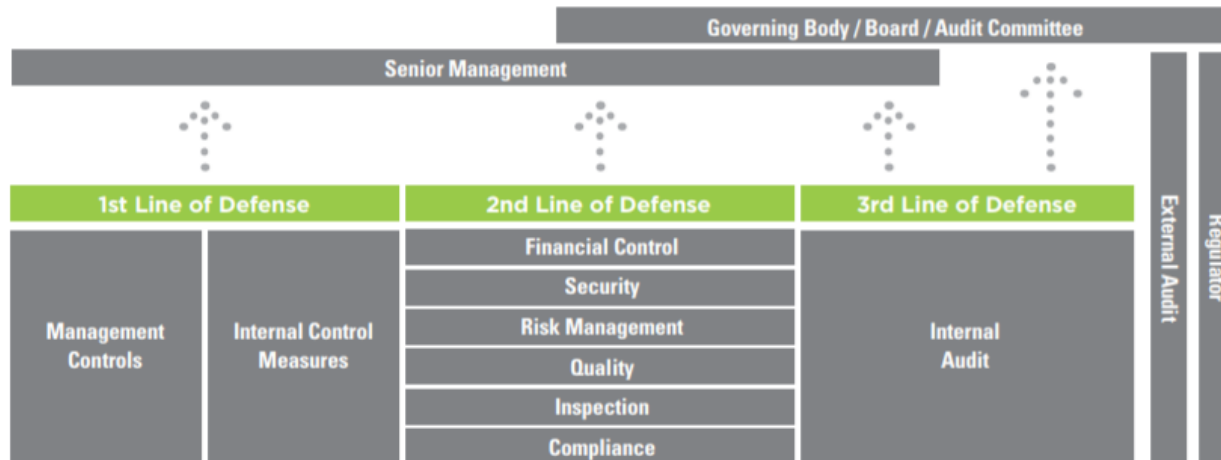 Governing Body / Board / Audit Committee
Senior Management
1st Line of Defense
2nd Line of Defense
3rd Line of Defense
Management
Controls
Internal Control
Measures
Financial Control
Security
Risk Management
Quality
Inspection
Compliance
Internal
Audit
External Audit
Regulator